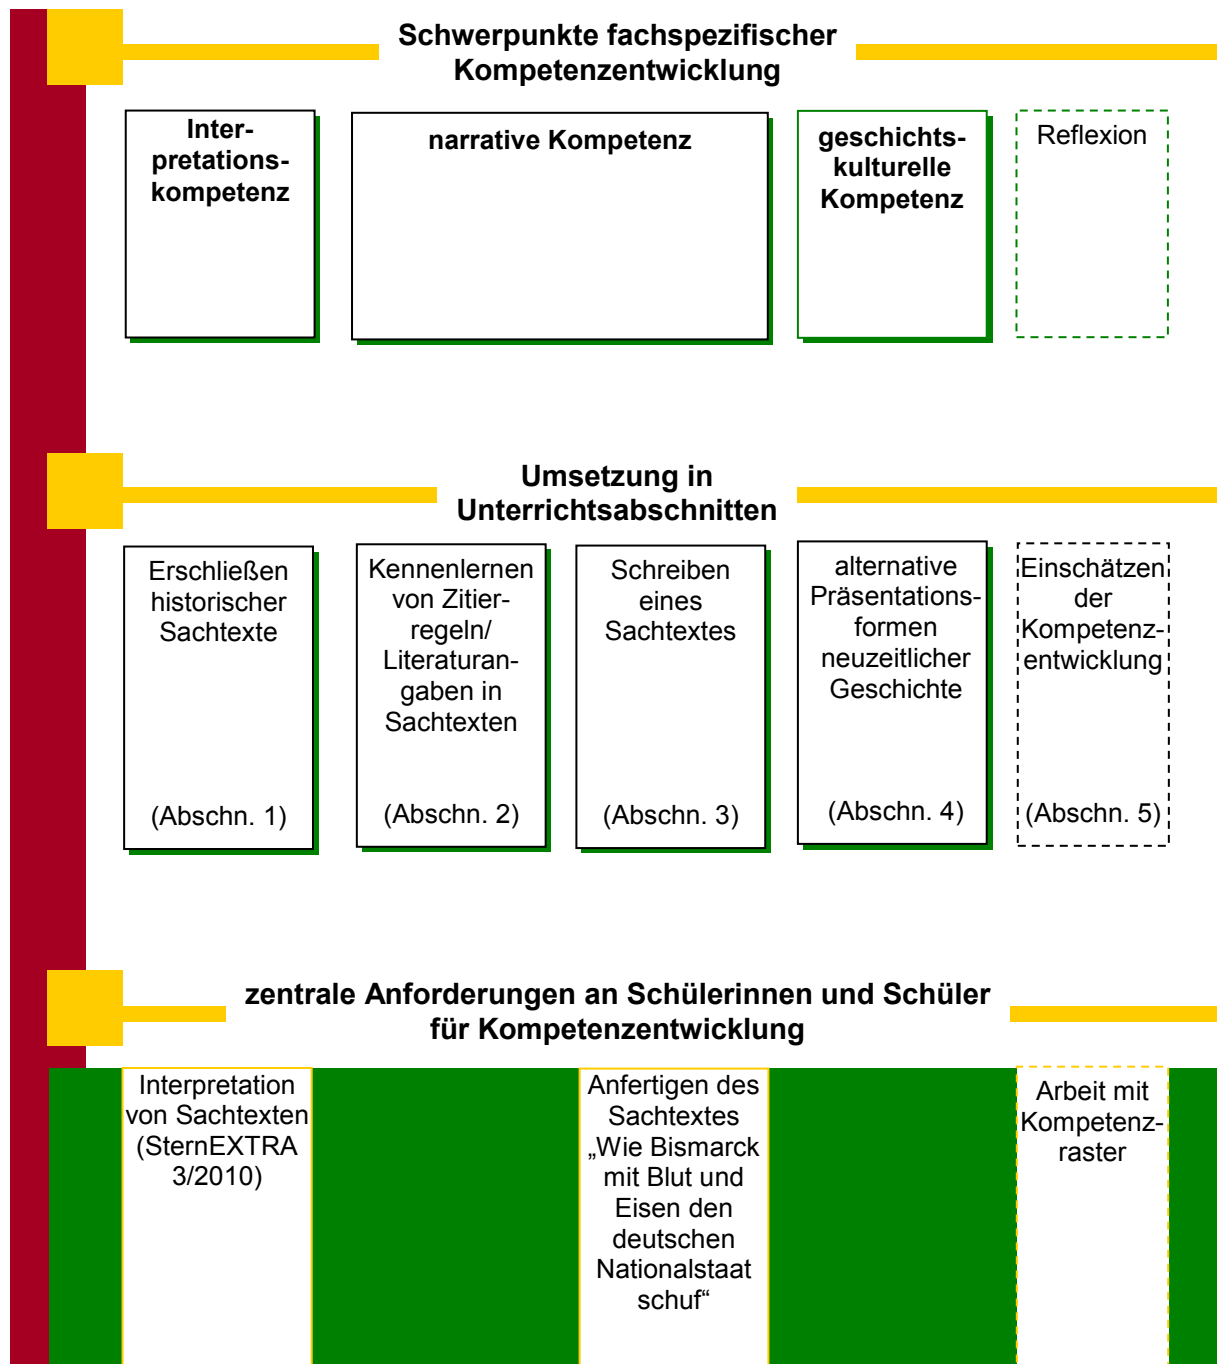 Schwerpunkte fachspezifischer
Kompetenzentwicklung
Inter-
pretations-
kompetenz
narrative Kompetenz
geschichts-
kulturelle
Kompetenz
Reflexion
Umsetzung in
Unterrichtsabschnitten
Erschließen
historischer
Sachtexte
(Abschn. 1)
Kennenlernen
von Zitier-
regeln/
Literaturan-
gaben in
Sachtexten
(Abschn. 2)
Schreiben
eines
Sachtextes
(Abschn. 3)
alternative
Präsentations-
formen
neuzeitlicher
Geschichte
(Abschn. 4)
Einschätzen
der
Kompetenz-
entwicklung
(Abschn. 5)
zentrale Anforderungen an Schülerinnen und Schüler
für Kompetenzentwicklung
Interpretation
von Sachtexten
(SternEXTRA
3/2010)
Anfertigen des
Sachtextes
„Wie Bismarck
mit Blut und
Eisen den
deutschen
Nationalstaat
schuf“
Arbeit mit
Kompetenz-
raster